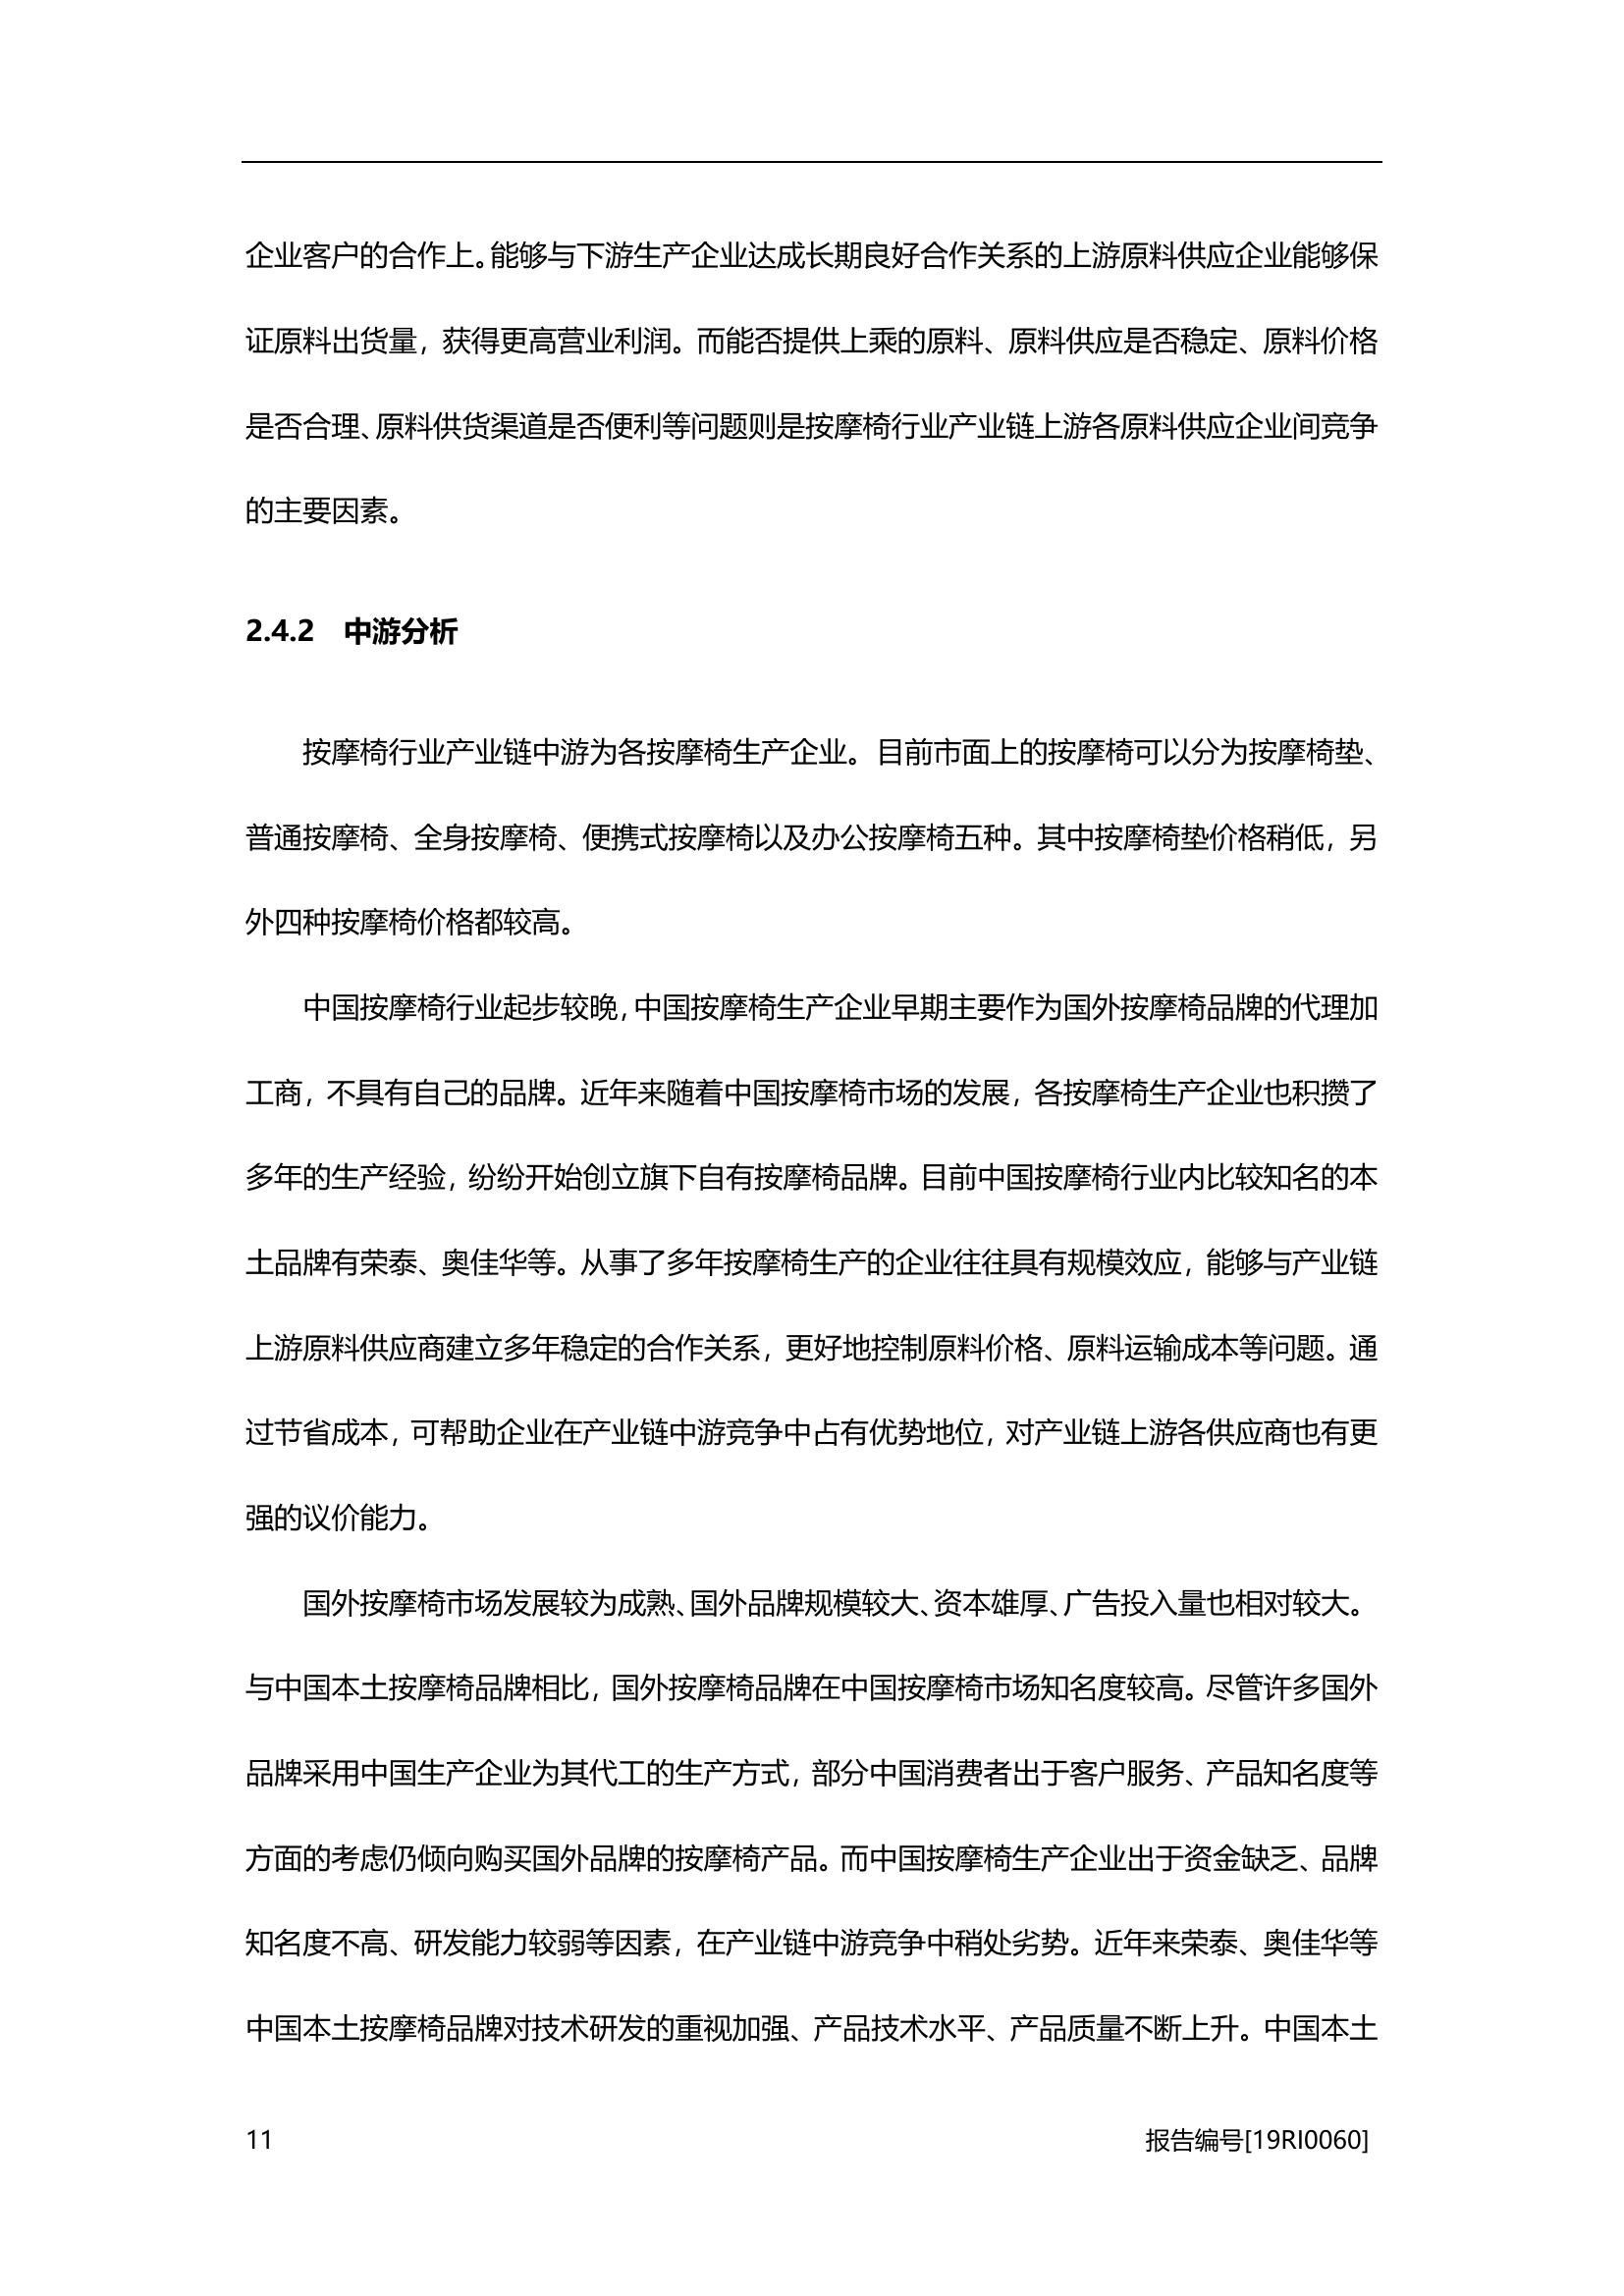 企业客户的合作上。能够与下游生产企业达成长期良好合作关系的上游原料供应企业能够保
证原料出货量，获得更高营业利润。而能否提供上乘的原料、原料供应是否稳定、原料价格
是否合理、原料供货渠道是否便利等问题则是按摩椅行业产业链上游各原料供应企业间竞争
的主要因素。
2.4.2 中游分析
按摩椅行业产业链中游为各按摩椅生产企业。目前市面上的按摩椅可以分为按摩椅垫、
普通按摩椅、全身按摩椅、便携式按摩椅以及办公按摩椅五种。其中按摩椅垫价格稍低，另
外四种按摩椅价格都较高。
中国按摩椅行业起步较晚，中国按摩椅生产企业早期主要作为国外按摩椅品牌的代理加
工商，不具有自己的品牌。近年来随着中国按摩椅市场的发展，各按摩椅生产企业也积攒了
多年的生产经验，纷纷开始创立旗下自有按摩椅品牌。目前中国按摩椅行业内比较知名的本
土品牌有荣泰、奥佳华等。从事了多年按摩椅生产的企业往往具有规模效应，能够与产业链
上游原料供应商建立多年稳定的合作关系，更好地控制原料价格、原料运输成本等问题。通
过节省成本，可帮助企业在产业链中游竞争中占有优势地位，对产业链上游各供应商也有更
强的议价能力。
国外按摩椅市场发展较为成熟、国外品牌规模较大、资本雄厚、广告投入量也相对较大。
与中国本土按摩椅品牌相比，国外按摩椅品牌在中国按摩椅市场知名度较高。尽管许多国外
品牌采用中国生产企业为其代工的生产方式，部分中国消费者出于客户服务、产品知名度等
方面的考虑仍倾向购买国外品牌的按摩椅产品。而中国按摩椅生产企业出于资金缺乏、品牌
知名度不高、研发能力较弱等因素，在产业链中游竞争中稍处劣势。近年来荣泰、奥佳华等
中国本土按摩椅品牌对技术研发的重视加强、产品技术水平、产品质量不断上升。中国本土
11 报告编号[19RI0060]